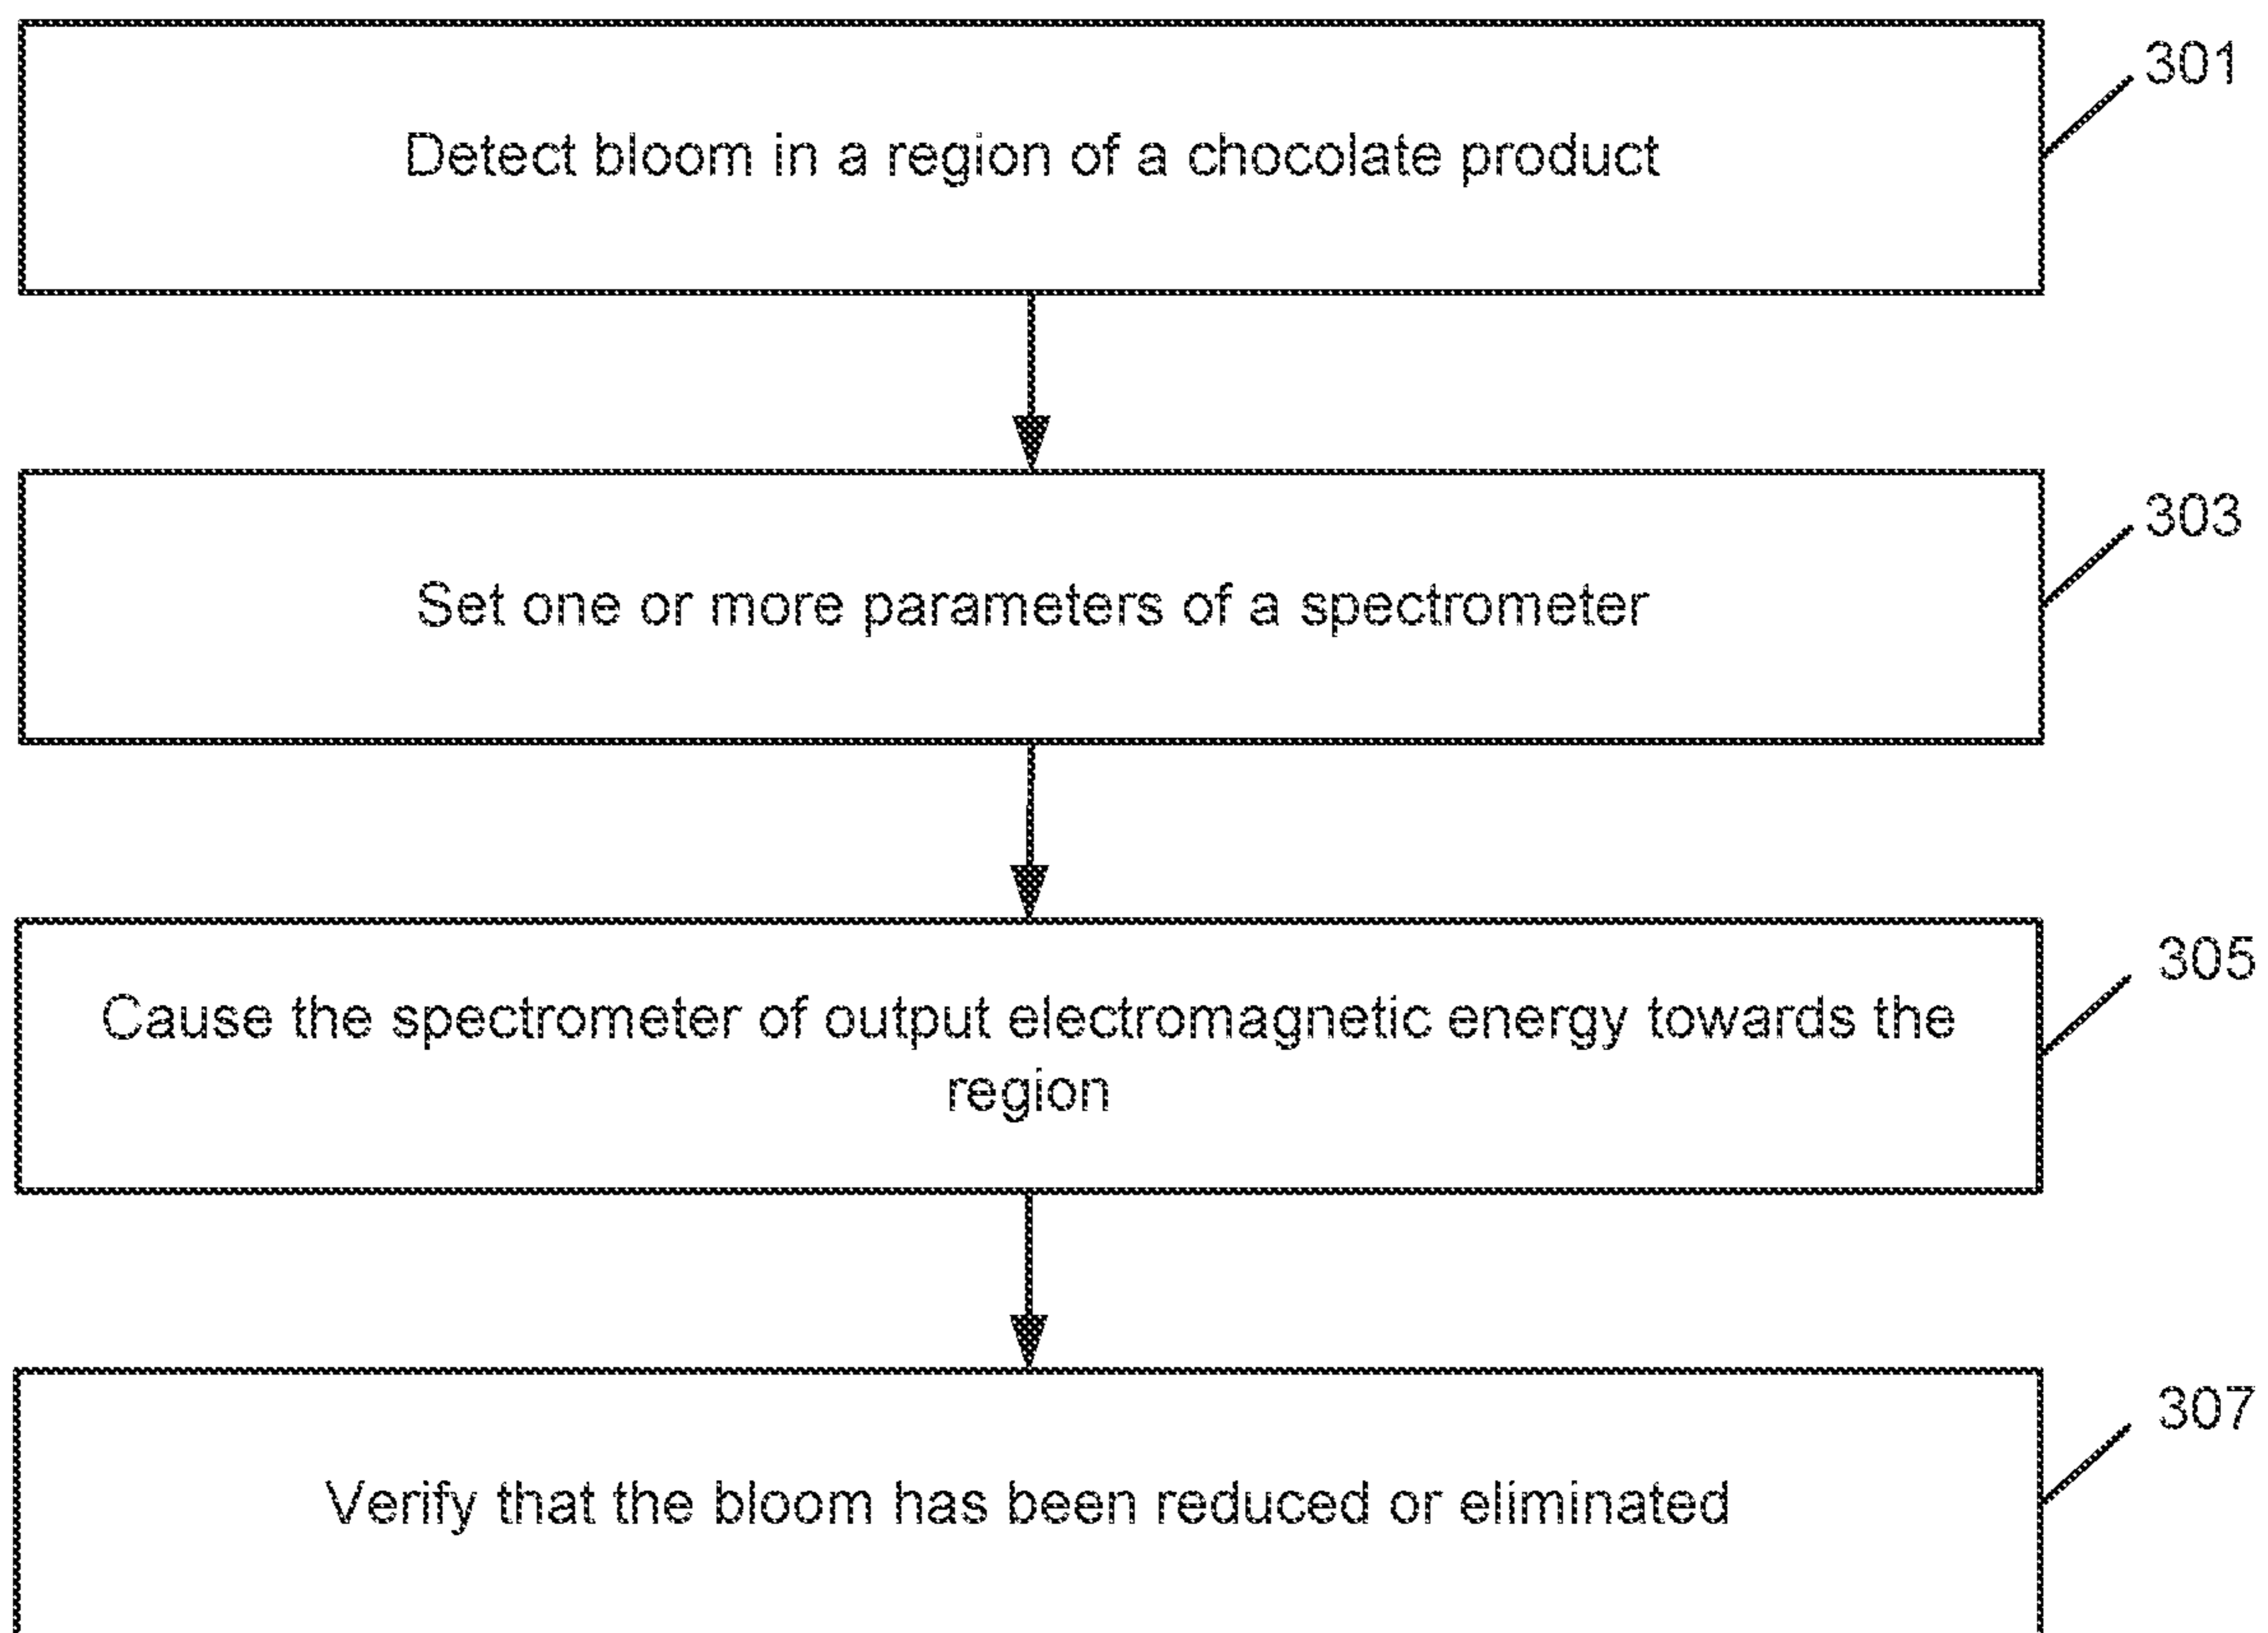 301
Detect bloom in a region of a chocolate product
303
Set one or more parameters of a spectrometer
305
Cause the spectrometer of output electromagnetic energy towards the
region
307
Verify that the bloom has been reduced or eliminated